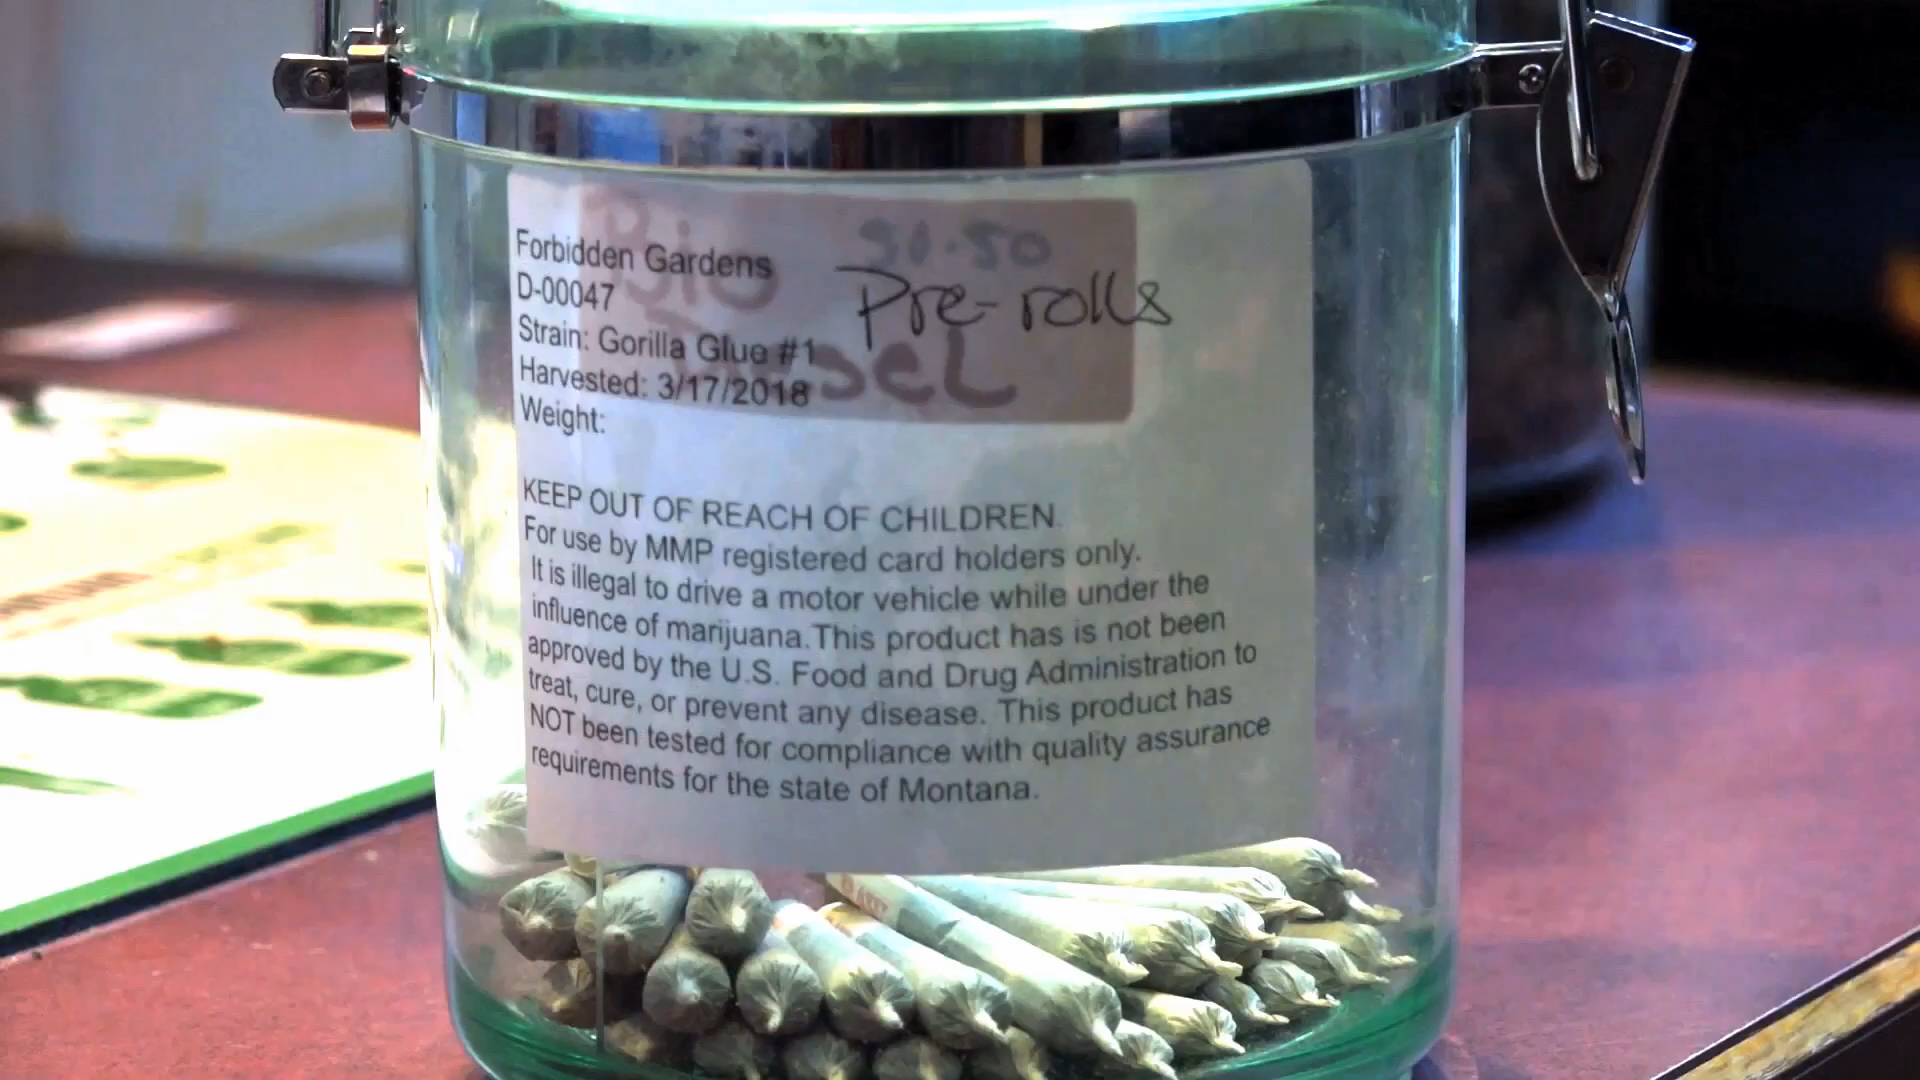 Forbidden Gardens
D-00047
Strain: Gorilla Glue #1
Harvested: 3/17/2018
Weight:
Pre-rolls
KEEP OUT OF REACH OF CHILDREN.
For use by MMP registered card holders only.
It is illegal to drive a motor vehicle while under the
influence of marijuana.This product has is not been
approved by the U.S. Food and Drug Administration to
treat, cure, or prevent any disease. This product has
NOT been tested for compliance with quality assurance
requirements for the state of Montana.